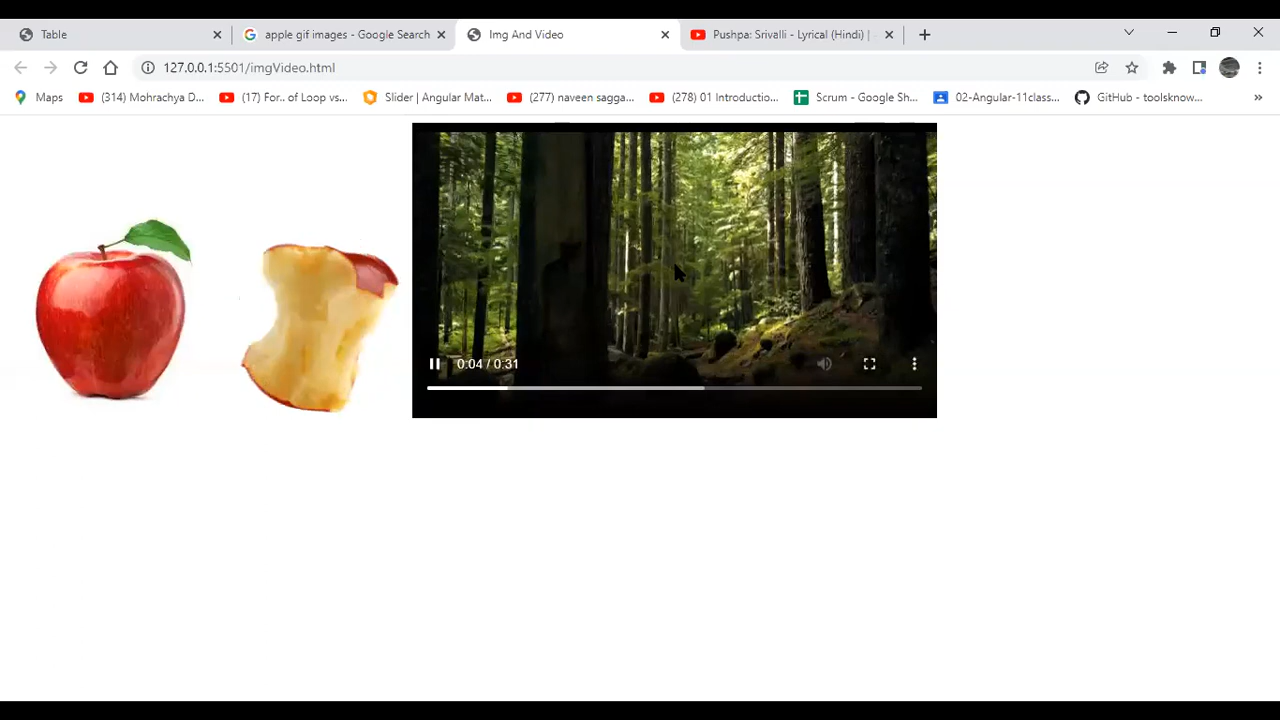 Table
apple gif images - Google Search
Img And Video
Pushpa: Srivalli - Lyrical (Hindi) |
127.0.0.1:5501/imgVideo.html
Maps
(314) Mohrachya D...
(17) For.. of Loop vs...
Slider | Angular Mat...
(277) naveen sagga...
(278) 01 Introductio...
Scrum - Google Sh...
02-Angular-11class...
GitHub - toolsknow...
0:04 / 0:31